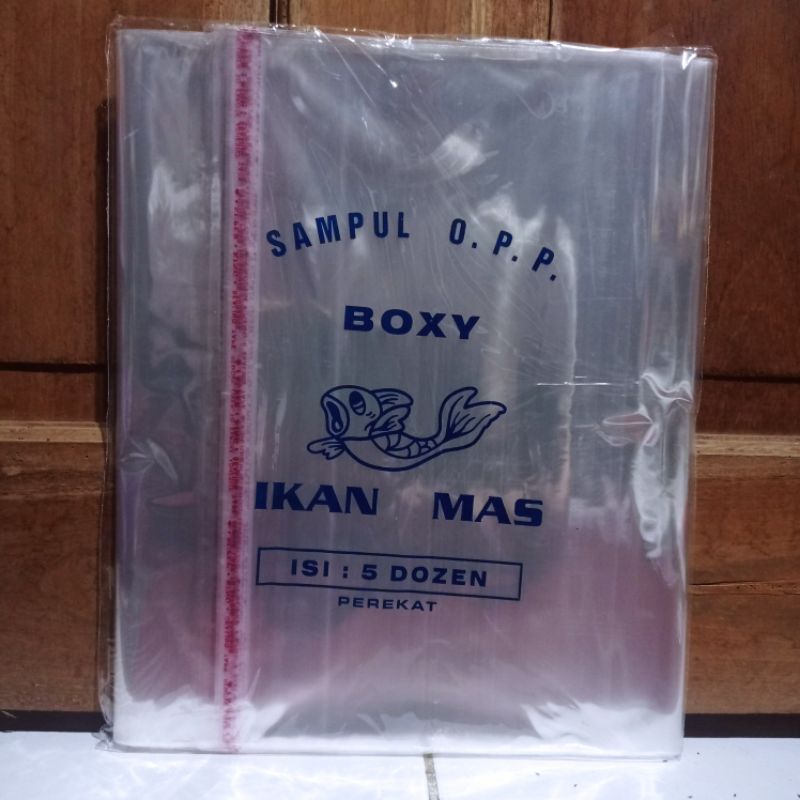 SAMPUL O.P.P.
BOXY
IKAN MAS
ISI : 5 DOZEN
PEREKAT